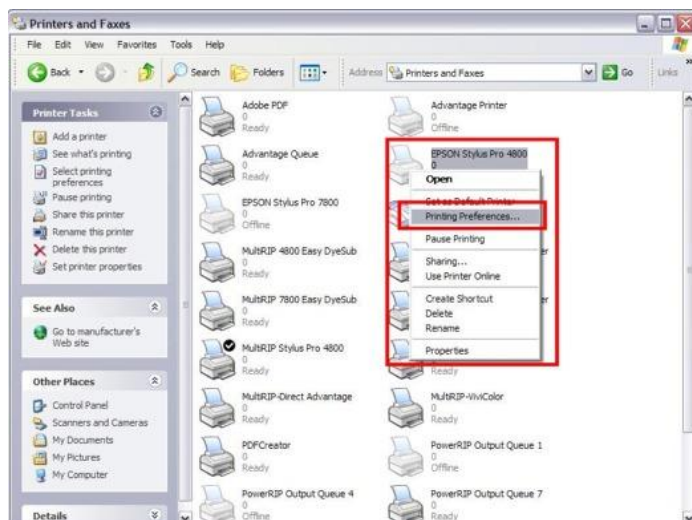 Printers and Faxes
File Edit View Favorites Tools Help
Back Search Folders Address Printers and Faxes Go Links
Printer Tasks
Add a printer
See what's printing
Select printing
preferences
Pause printing
Share this printer
Rename this printer
Delete this printer
Set printer properties
See Also
Go to manufacturer's
Web site
Other Places
Control Panel
Scanners and Cameras
My Documents
My Pictures
My Computer
Details
Adobe PDF
0
Ready
Advantage Printer
0
Offline
Advantage Queue
0
Ready
EPSON Stylus Pro 4800
0
EPSON Stylus Pro 7800
0
Offline
MultiRIP 4800 Easy DyeSub
0
Ready
MultiRIP 7800 Easy DyeSub
0
Ready
MultiRIP Stylus Pro 4800
0
Ready
Ready
MultiRIP-Direct Advantage
0
Ready
MultiRIP-ViviColor
0
Ready
PDFCreator
0
Ready
PowerRIP Output Queue 1
0
Offline
PowerRIP Output Queue 4
0
Offline
PowerRIP Output Queue 7
0
Ready
Open
Set as Default Printer
Printing Preferences...
Pause Printing
Sharing...
Use Printer Online
Create Shortcut
Delete
Rename
Properties